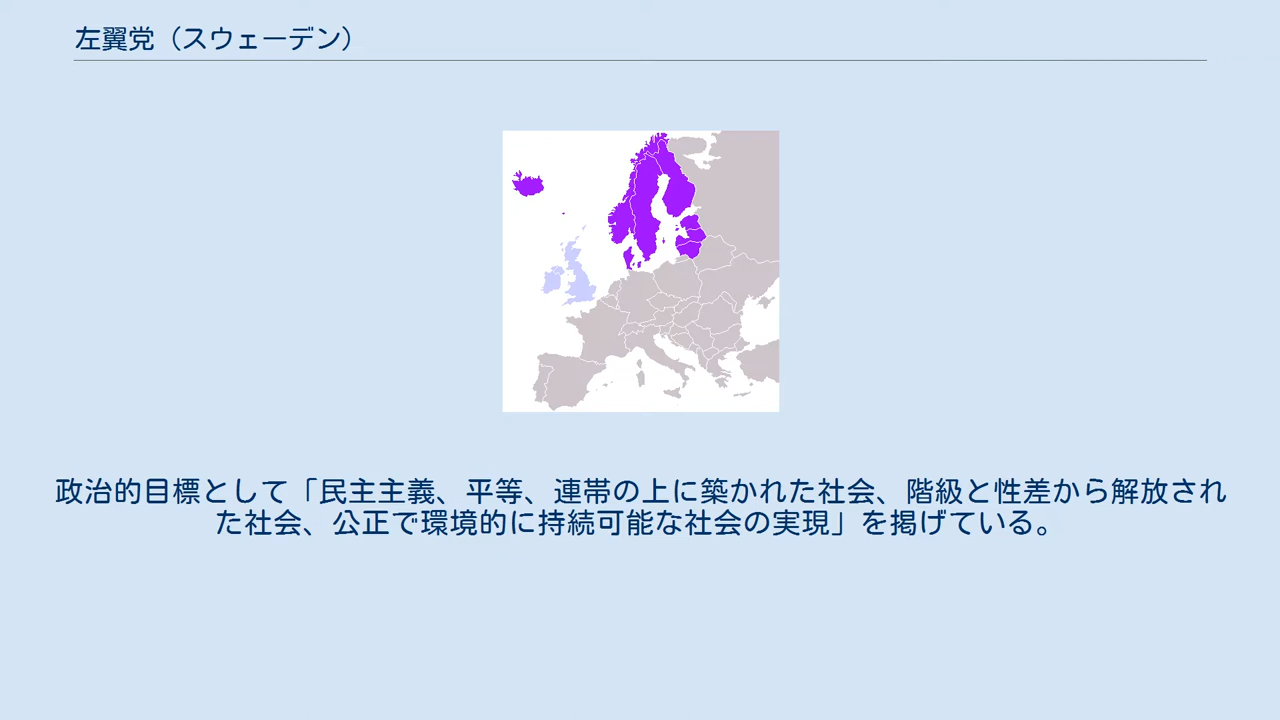 左翼党（スウェーデン）
政治的目標として「民主主義、平等、連帯の上に築かれた社会、階級と性差から解放され
た社会、公正で環境的に持続可能な社会の実現」を掲げている。